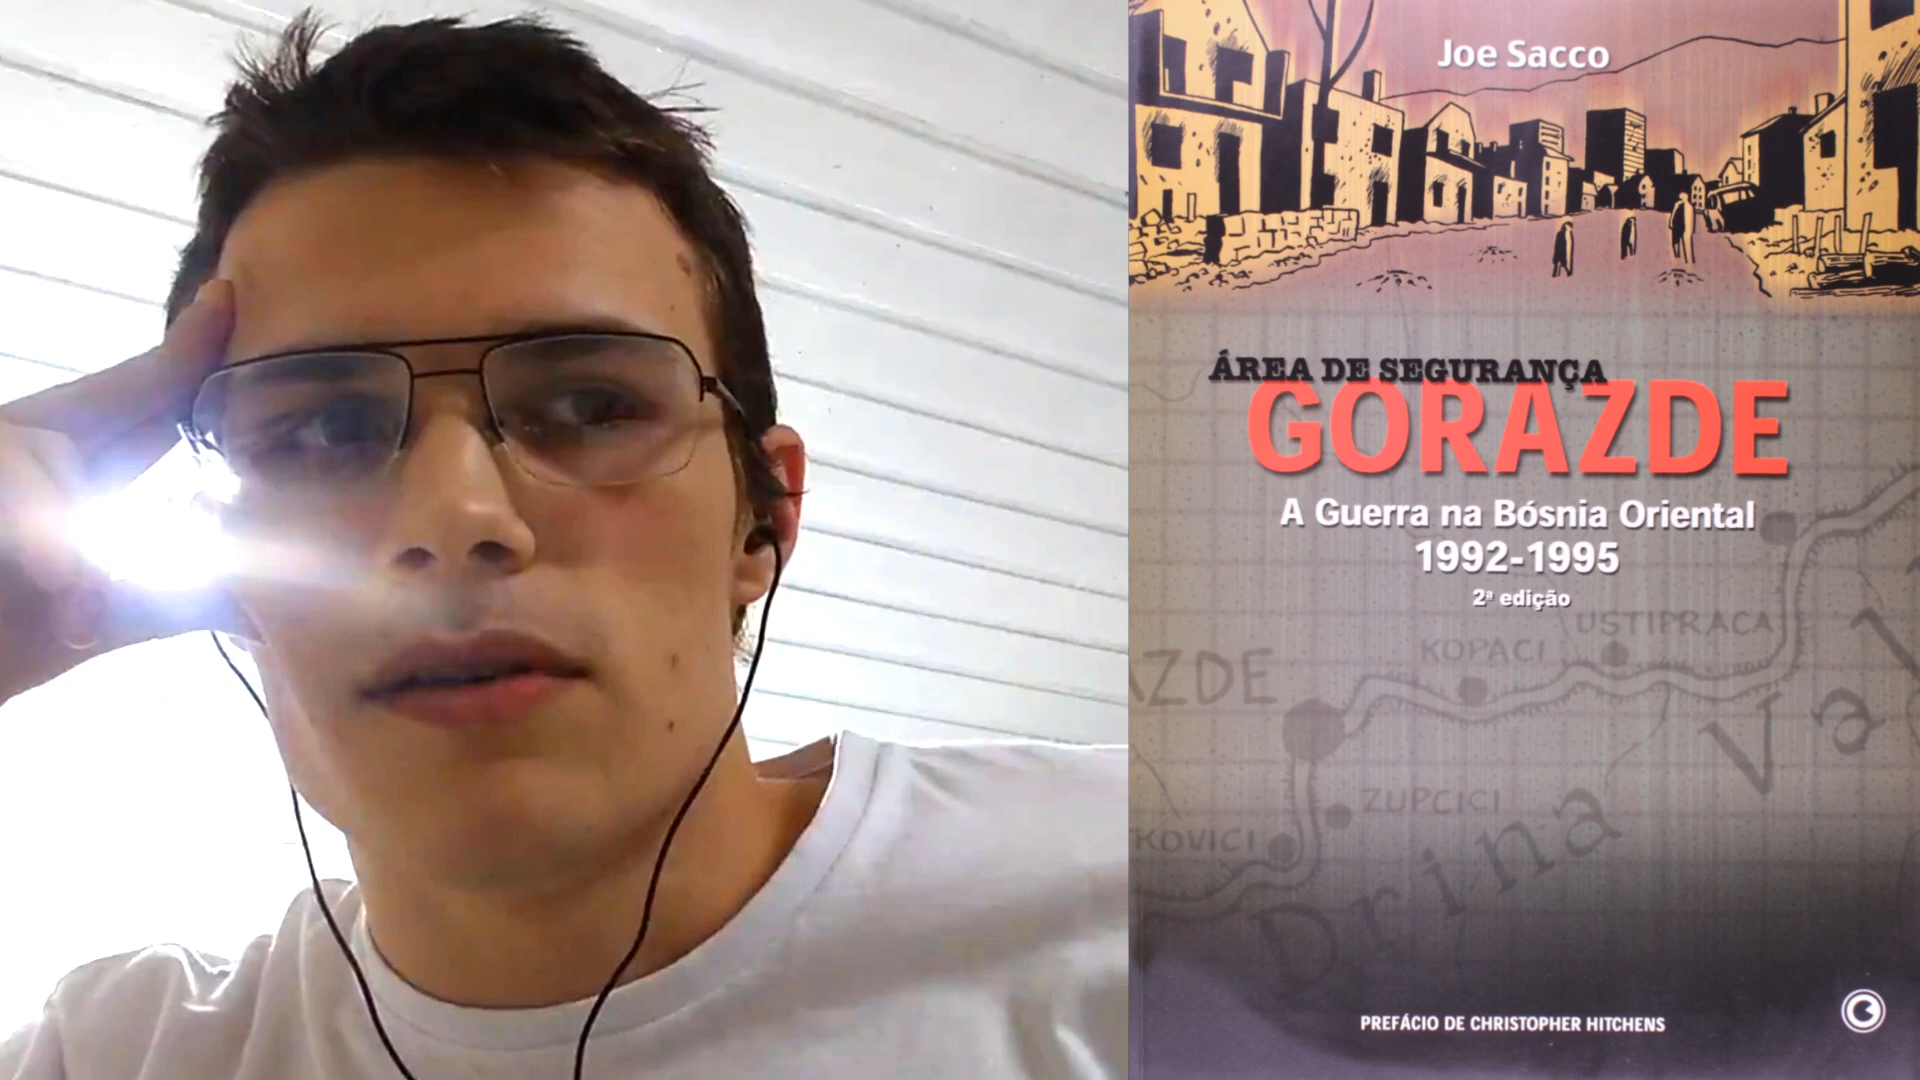 Joe Sacco
ÁREA DE SEGURANÇA
GORAZDE
A Guerra na Bósnia Oriental
1992-1995
2ª edição
USTIPRACA
KOPACI
AZDE
Val
ZUPCICI
KOVICI
Drina
PREFÁCIO DE CHRISTOPHER HITCHENS